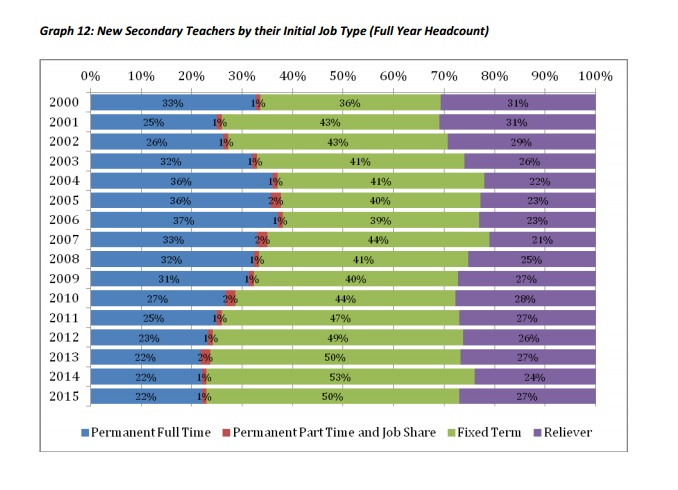 Graph 12: New Secondary Teachers by their Initial Job Type (Full Year Headcount)
0% 10% 20% 30% 40% 50% 60% 70% 80% 90% 100%
2000 33% 1% 36% 31%
2001 25% 1% 43% 31%
2002 26% 1% 43% 29%
2003 32% 1% 41% 26%
2004 36% 1% 41% 22%
2005 36% 2% 40% 23%
2006 37% 1% 39% 23%
2007 33% 2% 44% 21%
2008 32% 1% 41% 25%
2009 31% 1% 40% 27%
2010 27% 2% 44% 28%
2011 25% 1% 47% 27%
2012 23% 1% 49% 26%
2013 22% 2% 50% 27%
2014 22% 1% 53% 24%
2015 22% 1% 50% 27%
Permanent Full Time Permanent Part Time and Job Share Fixed Term Reliever